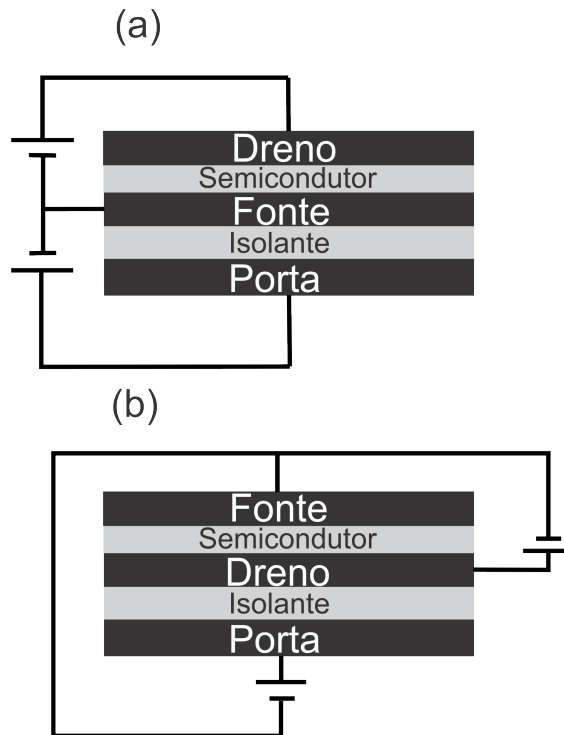 (a)
Dreno
Semicondutor
Fonte
Isolante
Porta
(b)
Fonte
Semicondutor
Dreno
Isolante
Porta